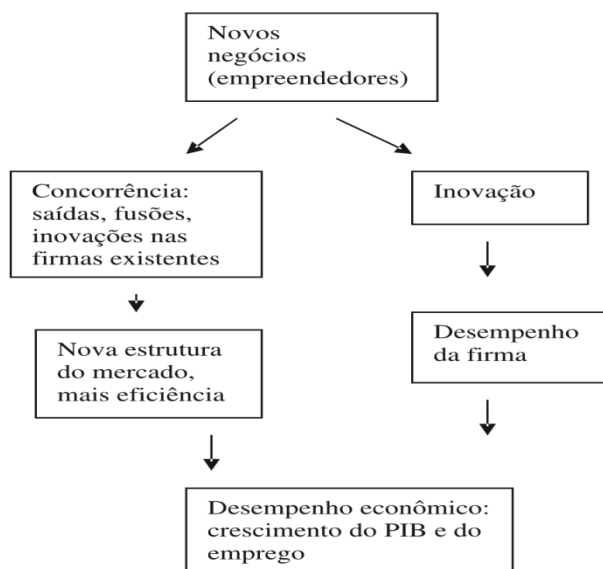 Novos
negócios
(empreendedores)
Concorrência:
saídas, fusões,
inovações nas
firmas existentes
Inovação
Nova estrutura
do mercado,
mais eficiência
Desempenho
da firma
Desempenho econômico:
crescimento do PIB e do
emprego